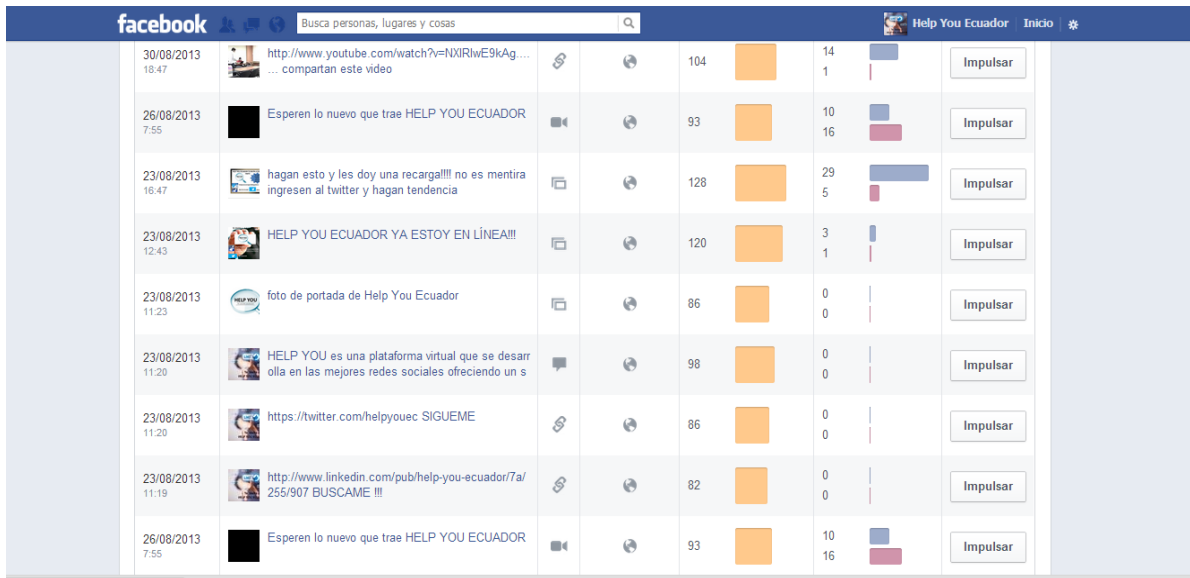 facebook
Busca personas, lugares y cosas
Help You Ecuador Inicio
30/08/2013 http://www.youtube.com/watch?v=NXlRlwE9kAg.... 104 14 Impulsar
18:47 ... compartan este video 1
26/08/2013 Esperen lo nuevo que trae HELP YOU ECUADOR 93 10 Impulsar
7:55 16
23/08/2013 hagan esto y les doy una recarga!!!! no es mentira 128 29 Impulsar
16:47 ingresen al twitter y hagan tendencia 5
23/08/2013 HELP YOU ECUADOR YA ESTOY EN LÍNEA!!! 120 3 Impulsar
12:43 1
23/08/2013 HELP YOU foto de portada de Help You Ecuador 86 0 Impulsar
11:23 0
23/08/2013 HELP YOU es una plataforma virtual que se desarr 98 0 Impulsar
11:20 olla en las mejores redes sociales ofreciendo un s 0
23/08/2013 https://twitter.com/helpyouec SIGUEME 86 0 Impulsar
11:20 0
23/08/2013 http://www.linkedin.com/pub/help-you-ecuador/7a/ 82 0 Impulsar
11:19 255/907 BUSCAME !!! 0
26/08/2013 Esperen lo nuevo que trae HELP YOU ECUADOR 93 10 Impulsar
7:55 16